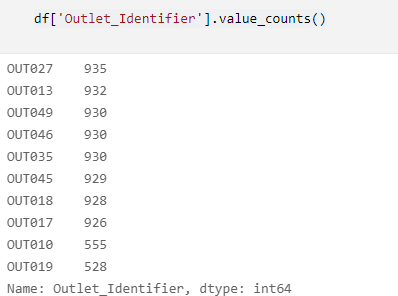 df['Outlet_Identifier'].value_counts()
OUT027    935
OUT013    932
OUT049    930
OUT046    930
OUT035    930
OUT045    929
OUT018    928
OUT017    926
OUT010    555
OUT019    528
Name: Outlet_Identifier, dtype: int64